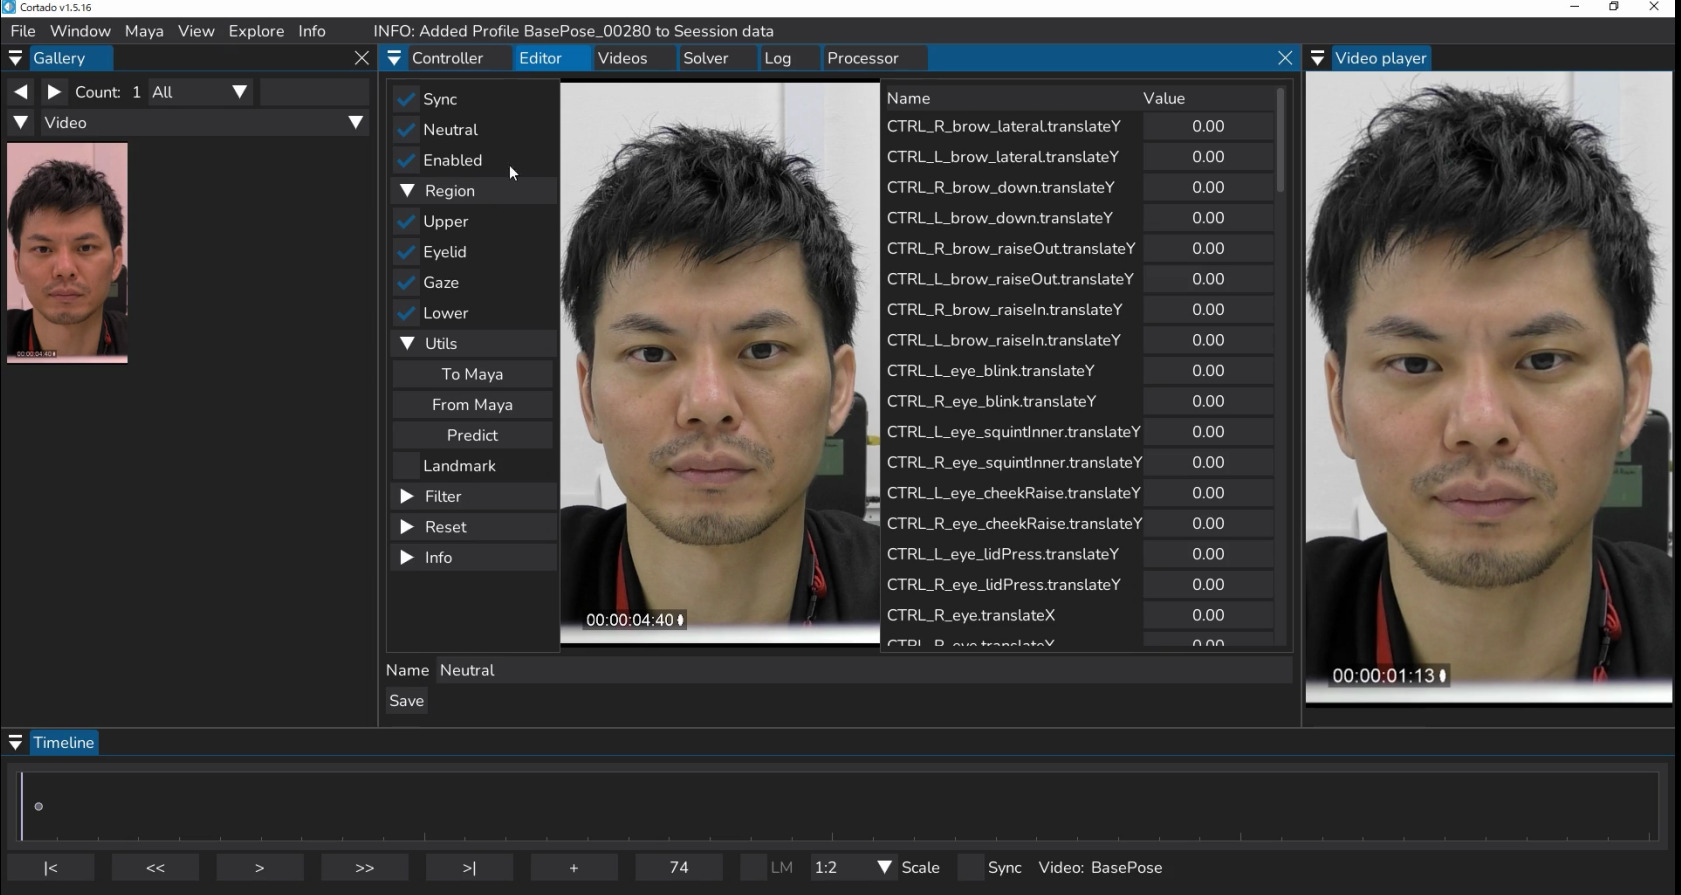 Cortado v1.5.16
File Window Maya View Explore Info INFO: Added Profile BasePose_00280 to Seession data
Gallery
Count: 1 All
Video
00:00:04:40
Controller Editor Videos Solver Log Processor
Sync
Neutral
Enabled
Region
Upper
Eyelid
Gaze
Lower
Utils
To Maya
From Maya
Predict
Landmark
Filter
Reset
Info
00:00:04:40
Name Value
CTRL_R_brow_lateral.translateY 0.00
CTRL_L_brow_lateral.translateY 0.00
CTRL_R_brow_down.translateY 0.00
CTRL_L_brow_down.translateY 0.00
CTRL_R_brow_raiseOut.translateY 0.00
CTRL_L_brow_raiseOut.translateY 0.00
CTRL_R_brow_raiseIn.translateY 0.00
CTRL_L_brow_raiseIn.translateY 0.00
CTRL_L_eye_blink.translateY 0.00
CTRL_R_eye_blink.translateY 0.00
CTRL_L_eye_squintInner.translateY 0.00
CTRL_R_eye_squintInner.translateY 0.00
CTRL_L_eye_cheekRaise.translateY 0.00
CTRL_R_eye_cheekRaise.translateY 0.00
CTRL_L_eye_lidPress.translateY 0.00
CTRL_R_eye_lidPress.translateY 0.00
CTRL_R_eye.translateX 0.00
CTRL_R_eye.translateY 0.00
Name Neutral
Save
Video player
00:00:01:13
Timeline
|< << > >> >| + 74 LM 1:2 Scale Sync Video: BasePose